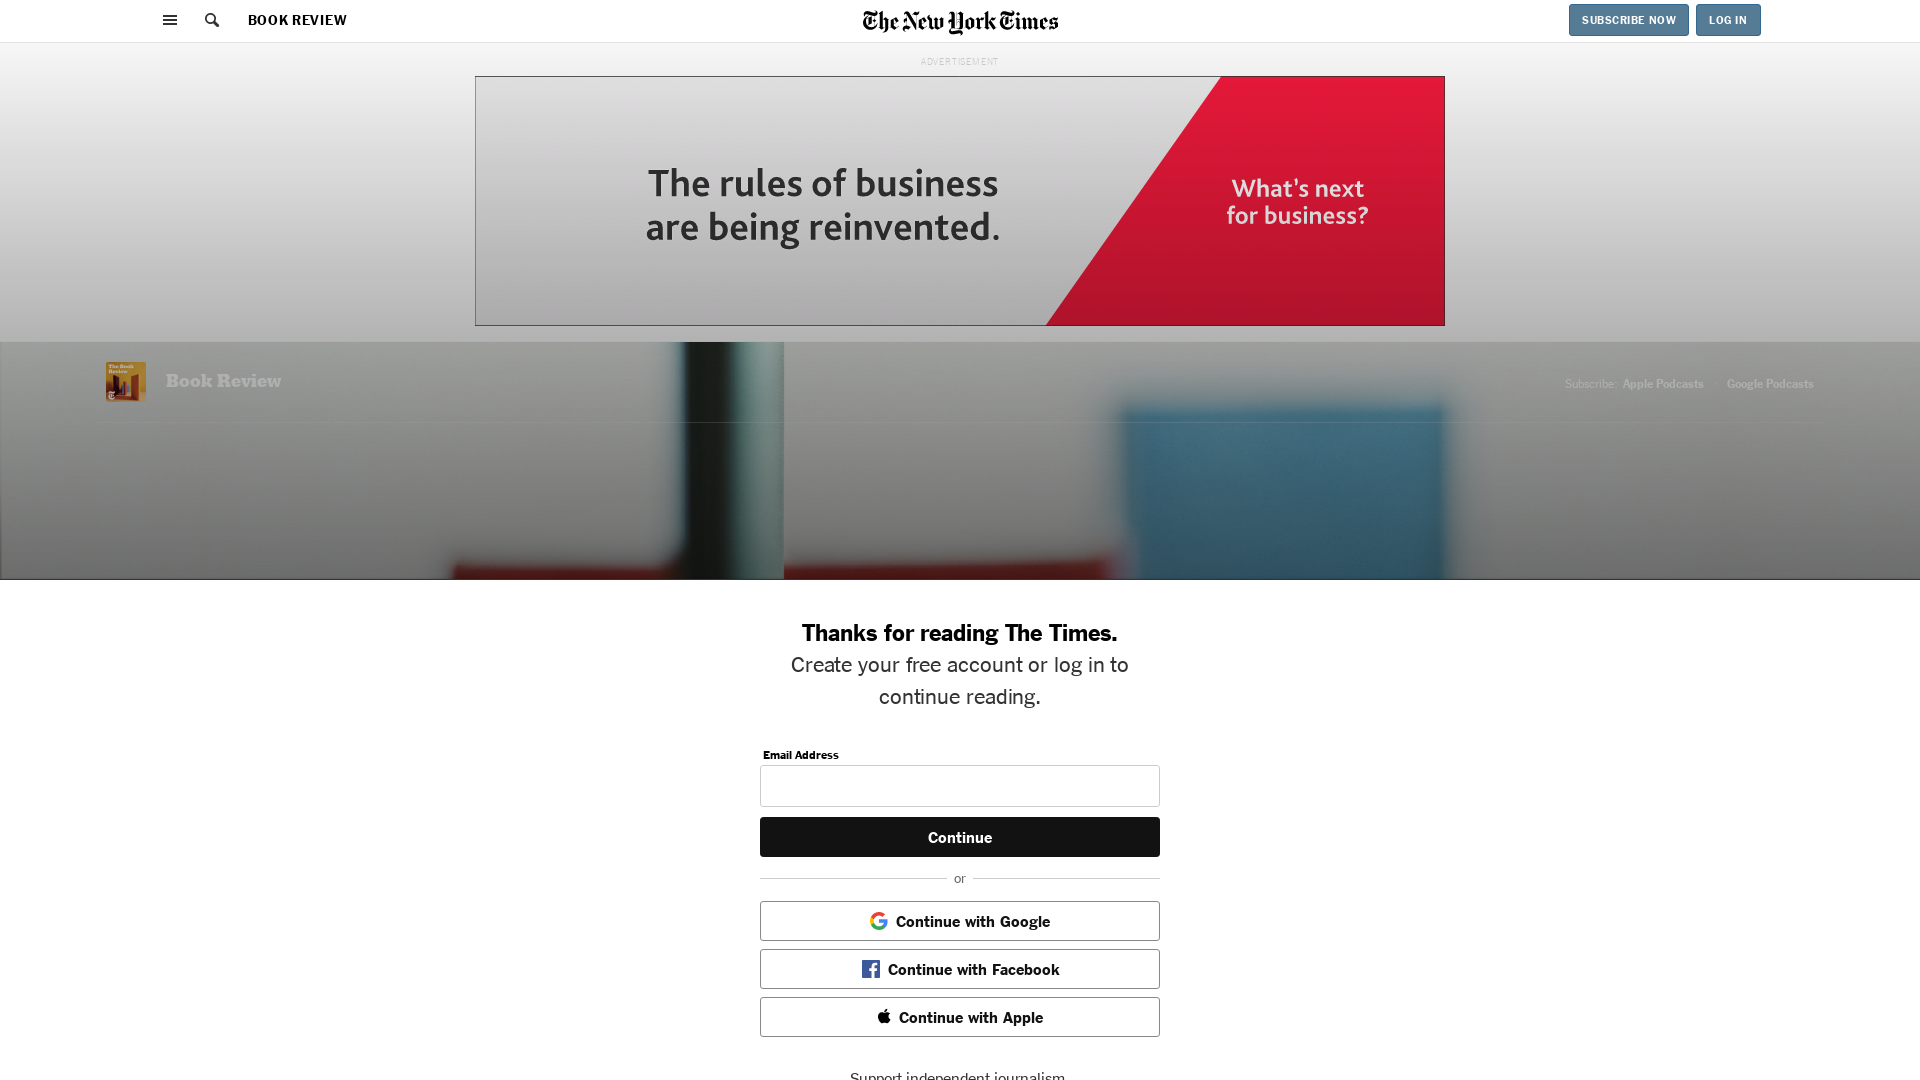 BOOK REVIEW
The New York Times
SUBSCRIBE NOW
LOG IN
ADVERTISEMENT
The rules of business
are being reinvented.
What's next
for business?
The Book
Review
Book Review
Subscribe:
Apple Podcasts
Google Podcasts
Thanks for reading The Times.
Create your free account or log in to
continue reading.
Email Address
Continue
or
Continue with Google
Continue with Facebook
Continue with Apple
Support independent journalism